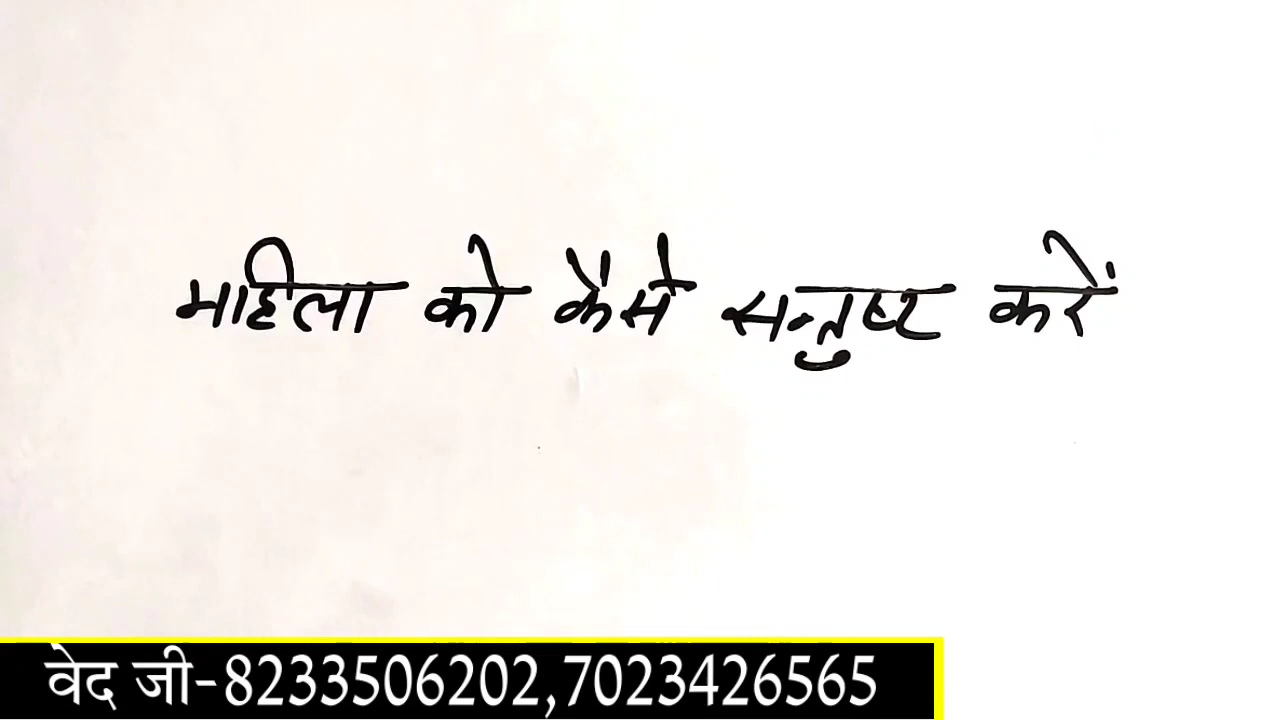 महिला को कैसे सन्तुष्ट करें
वेद जी-8233506202,7023426565